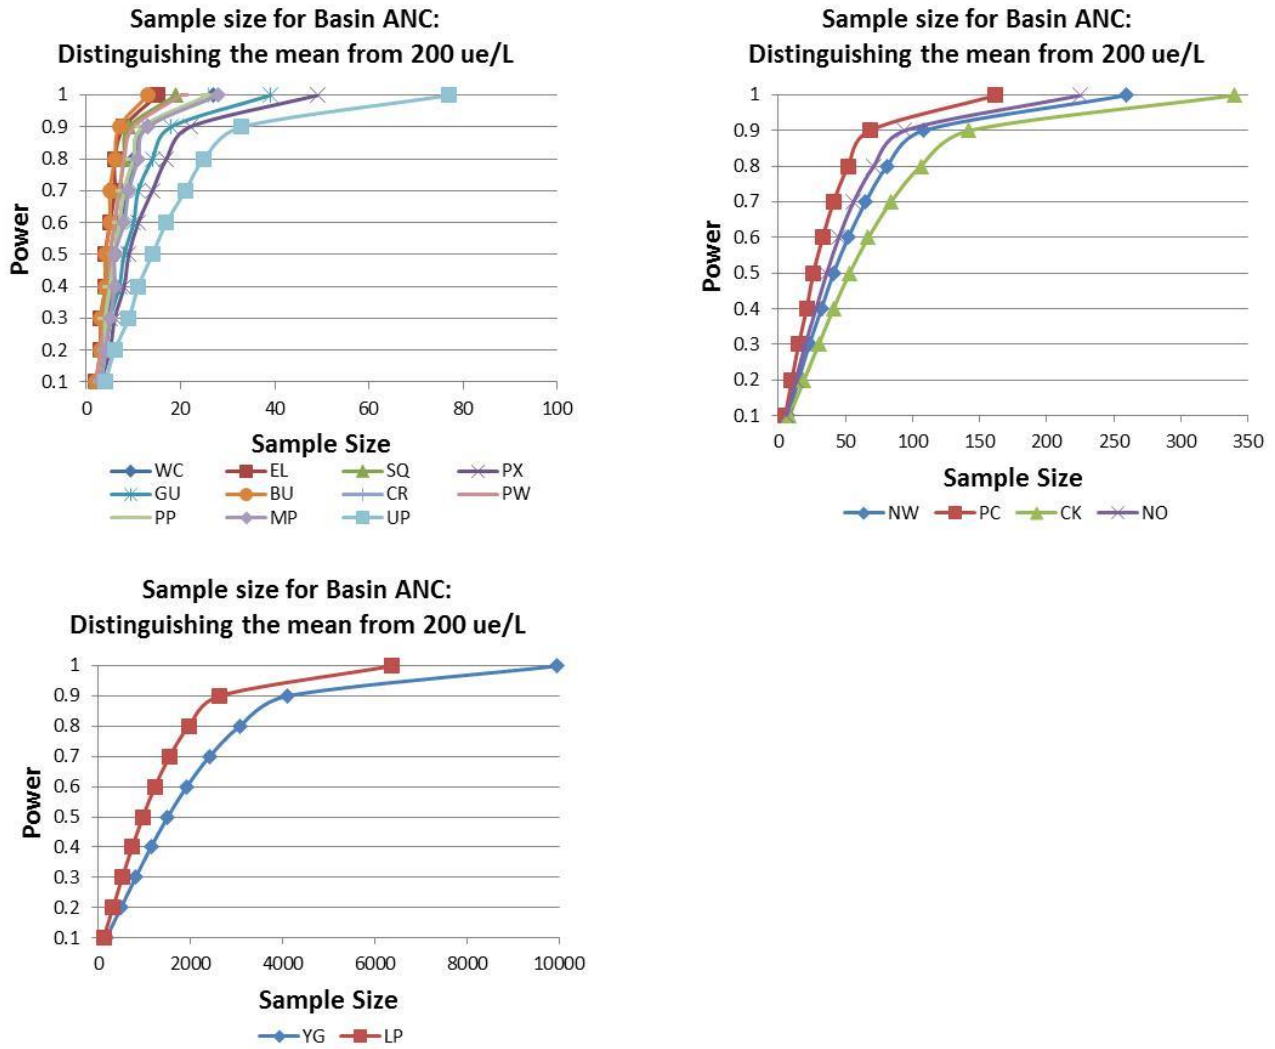 Sample size for Basin ANC:
Distinguishing the mean from 200 ue/L
1
0.9
0.8
0.7
0.6
0.5
0.4
0.3
0.2
0.1
Power
0 20 40 60 80 100
Sample Size
WC EL SQ PX
GU BU CR PW
PP MP UP
Sample size for Basin ANC:
Distinguishing the mean from 200 ue/L
1
0.9
0.8
0.7
0.6
0.5
0.4
0.3
0.2
0.1
Power
0 50 100 150 200 250 300 350
Sample Size
NW PC CK NO
Sample size for Basin ANC:
Distinguishing the mean from 200 ue/L
1
0.9
0.8
0.7
0.6
0.5
0.4
0.3
0.2
0.1
Power
0 2000 4000 6000 8000 10000
Sample Size
YG LP